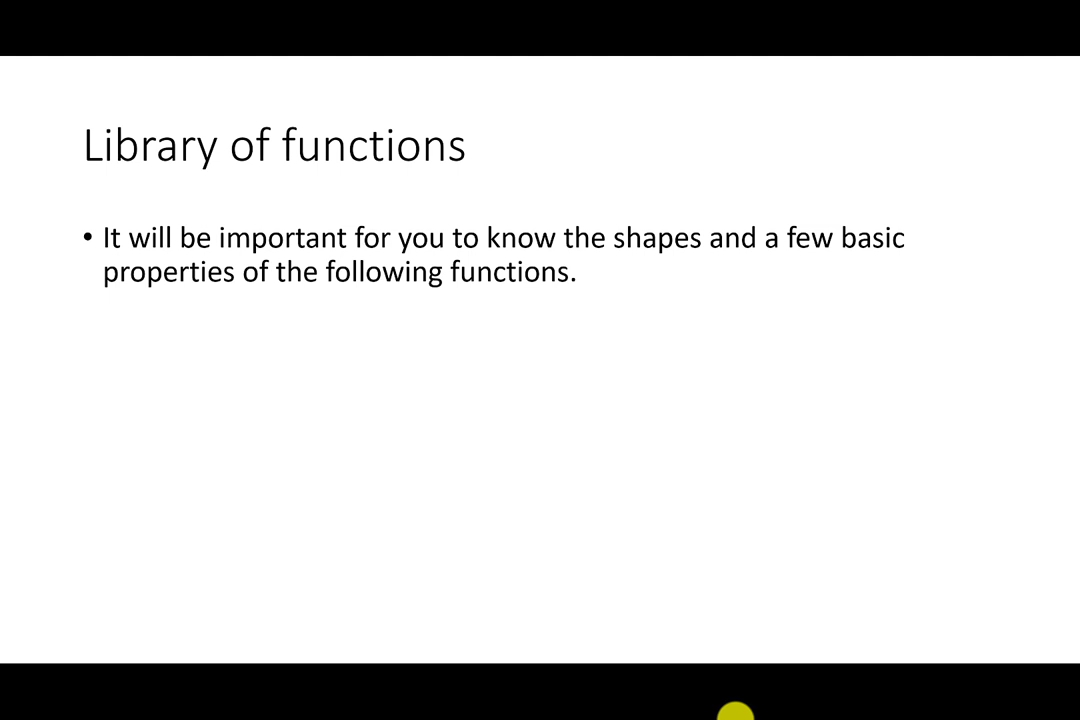 Library of functions
• It will be important for you to know the shapes and a few basic
properties of the following functions.